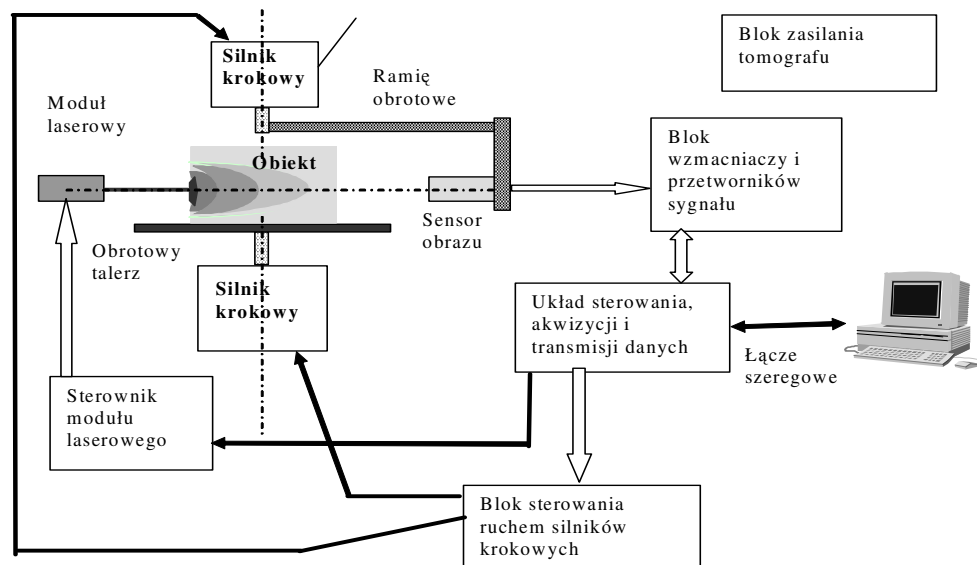 Silnik
krokowy
Blok zasilania
tomografu
Ramię
obrotowe
Moduł
laserowy
Blok
wzmacniaczy i
przetworników
sygnału
Obiekt
Sensor
obrazu
Obrotowy
talerz
Silnik
krokowy
Układ sterowania,
akwizycji i
transmisji danych
Łącze
szeregowe
Sterownik
modułu
laserowego
Blok sterowania
ruchem silników
krokowych